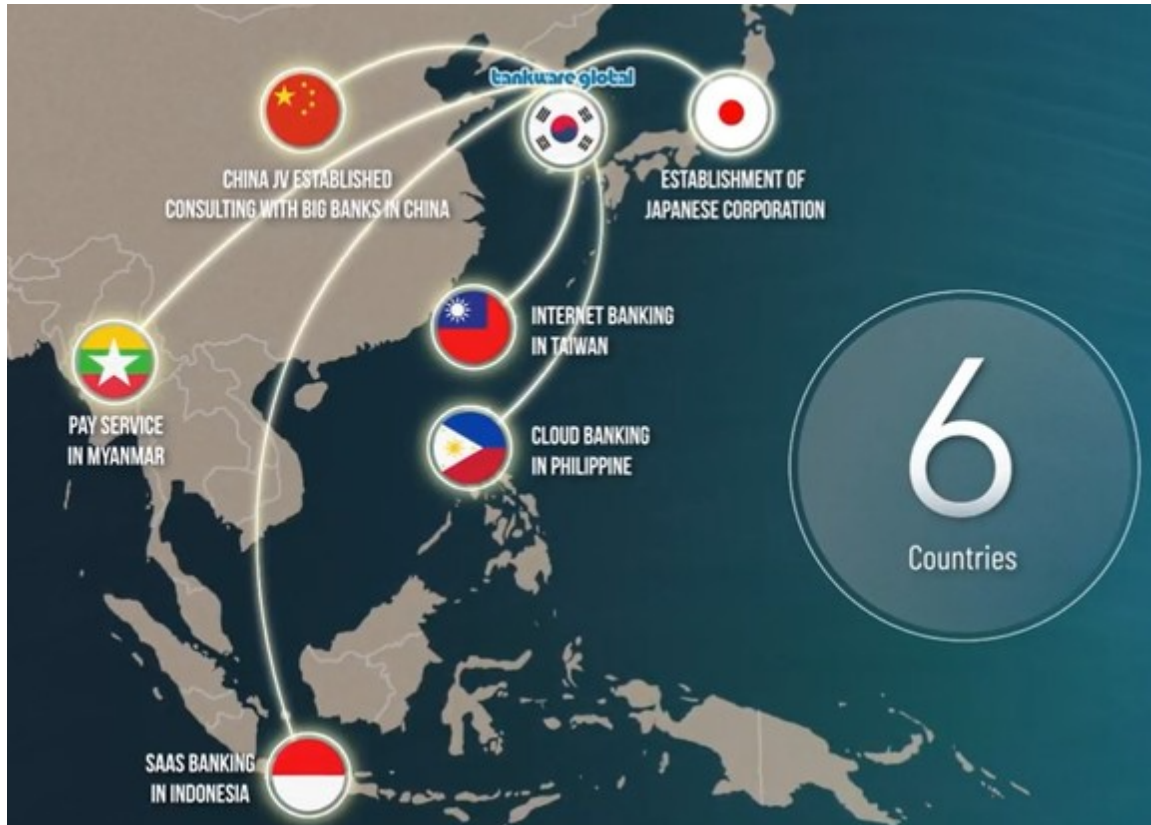 bankware global
CHINA JV ESTABLISHED
CONSULTING WITH BIG BANKS IN CHINA
ESTABLISHMENT OF
JAPANESE CORPORATION
INTERNET BANKING
IN TAIWAN
PAY SERVICE
IN MYANMAR
CLOUD BANKING
IN PHILIPPINE
6
Countries
SAAS BANKING
IN INDONESIA